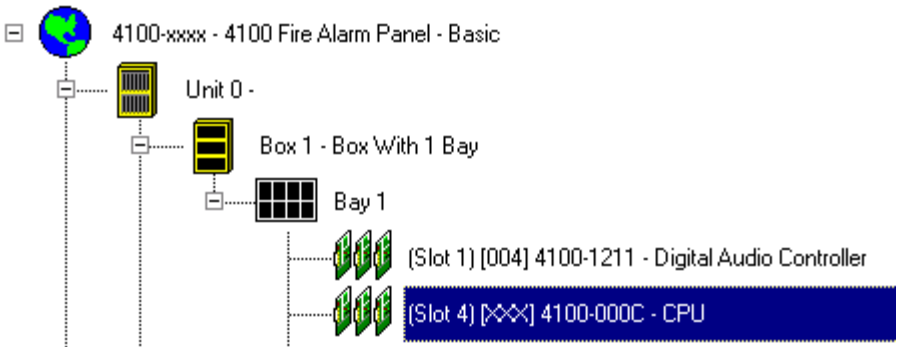 4100-xxxx - 4100 Fire Alarm Panel - Basic
Unit 0 -
Box 1 - Box With 1 Bay
Bay 1
(Slot 1) [004] 4100-1211 - Digital Audio Controller
(Slot 4) [XXX] 4100-000C - CPU